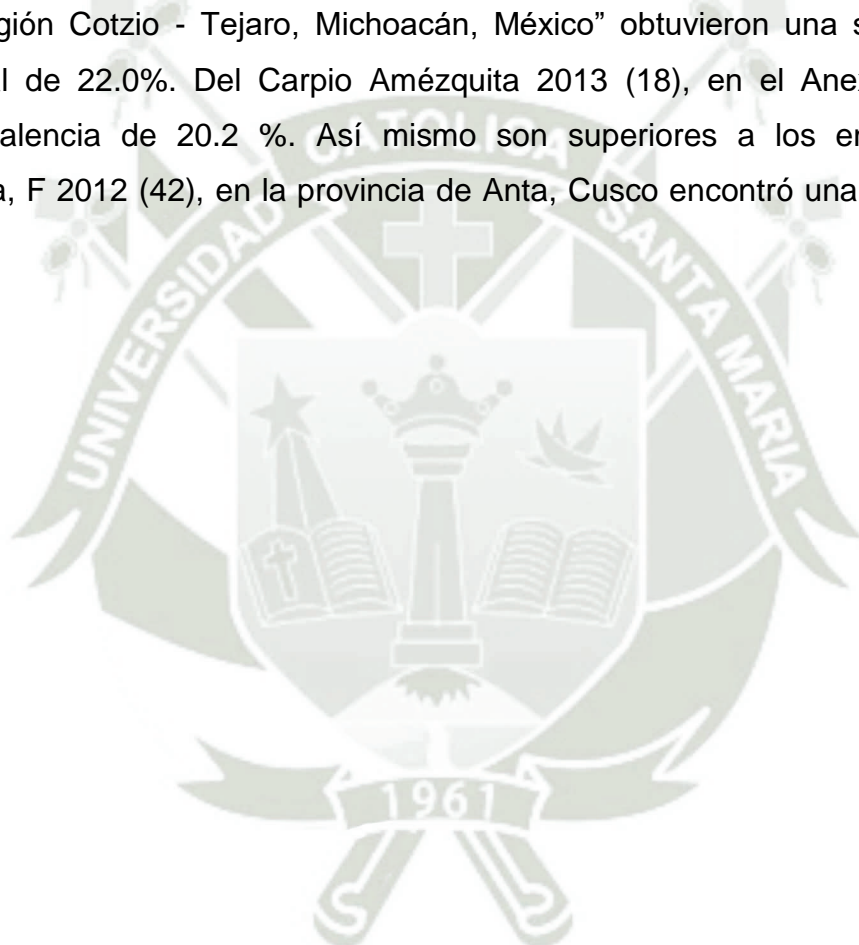 gión Cotzio - Tejaro, Michoacán, México” obtuvieron una s
l de 22.0%. Del Carpio Amézquita 2013 (18), en el Ane
alencia de 20.2 %. Así mismo son superiores a los en
a, F 2012 (42), en la provincia de Anta, Cusco encontró una
UNIVERSIDAD CATOLICA SANTA MARIA
1961